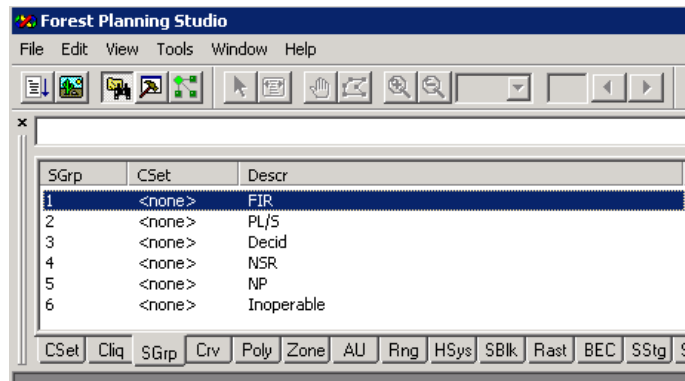 Forest Planning Studio
File Edit View Tools Window Help
×
SGrp CSet Descr
1 <none> FIR
2 <none> PL/S
3 <none> Decid
4 <none> NSR
5 <none> NP
6 <none> Inoperable
CSet Cliq SGrp Crv Poly Zone AU Rng HSys SBlk Rast BEC SStg